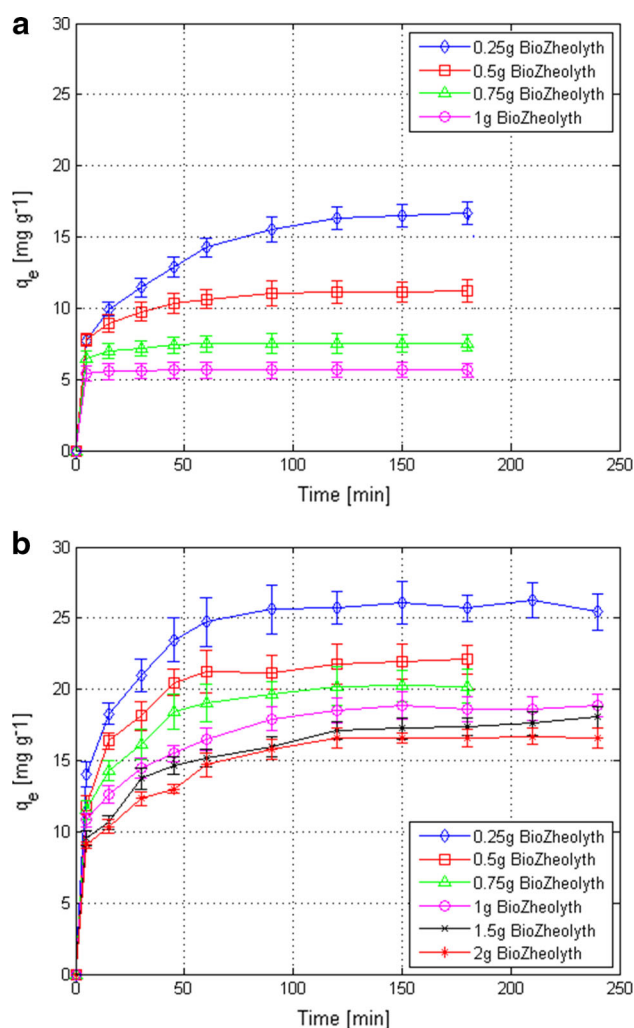 a
30
25
20
15
10
5
0
qe [mg g-1]
0.25g BioZheolyth
0.5g BioZheolyth
0.75g BioZheolyth
1g BioZheolyth
0 50 100 150 200 250
Time [min]
b
30
25
20
15
10
5
0
qe [mg g-1]
0.25g BioZheolyth
0.5g BioZheolyth
0.75g BioZheolyth
1g BioZheolyth
1.5g BioZheolyth
2g BioZheolyth
0 50 100 150 200 250
Time [min]